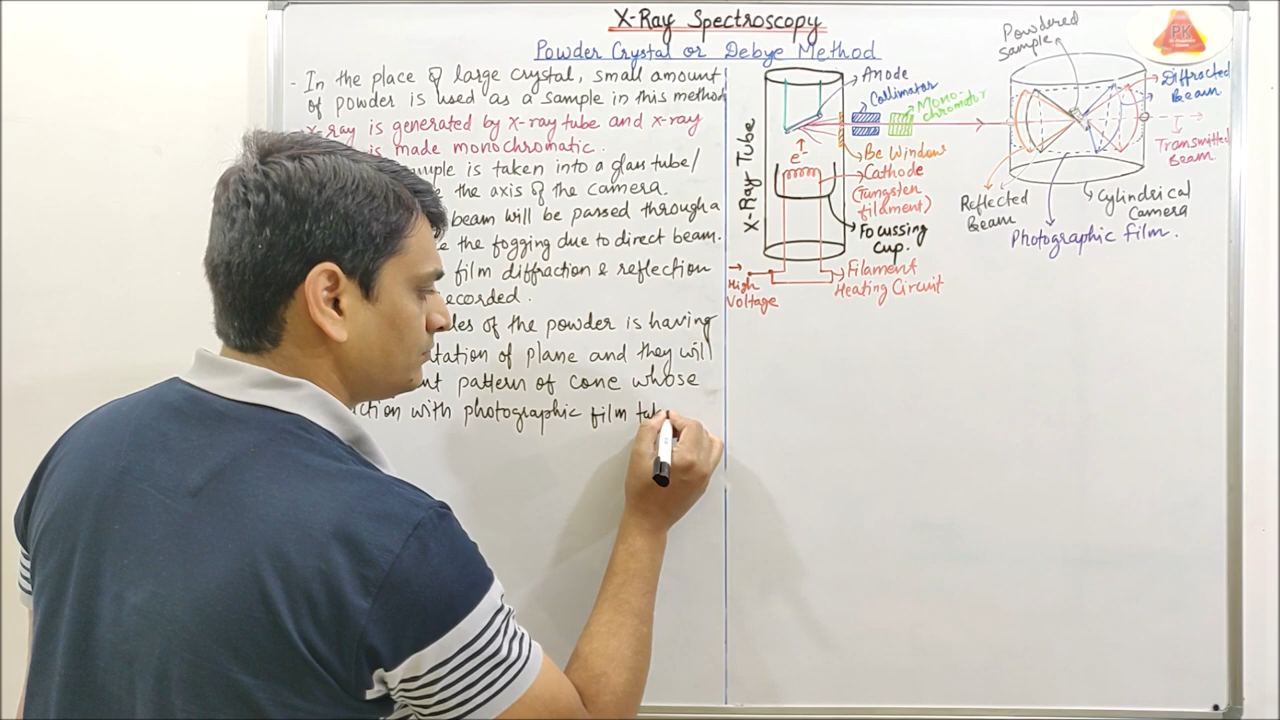 X-Ray Spectroscopy
Powder Crystal or Debye Method
- In the place of large crystal, small amount
of powder is used as a sample in this method
x-ray is generated by x-ray tube and x-ray
is made monochromatic.
is taken into a glass tube/
the axis of the camera.
beam will be passed through a
the fogging due to direct beam.
film diffraction & reflection
of the powder is having
of plane and they will
pattern of cone whose
with photographic film
X-Ray Tube
Anode
Collimator
Mono-
chromator
e-
Be Window
Cathode
(Tungsten
filament)
Focussing
Cup.
Filament
Heating Circuit
High
Voltage
Powdered
Sample
PK
Diffracted
Beam
Transmitted
Beam
Reflected
Beam
Cylindrical
Camera
Photographic film.